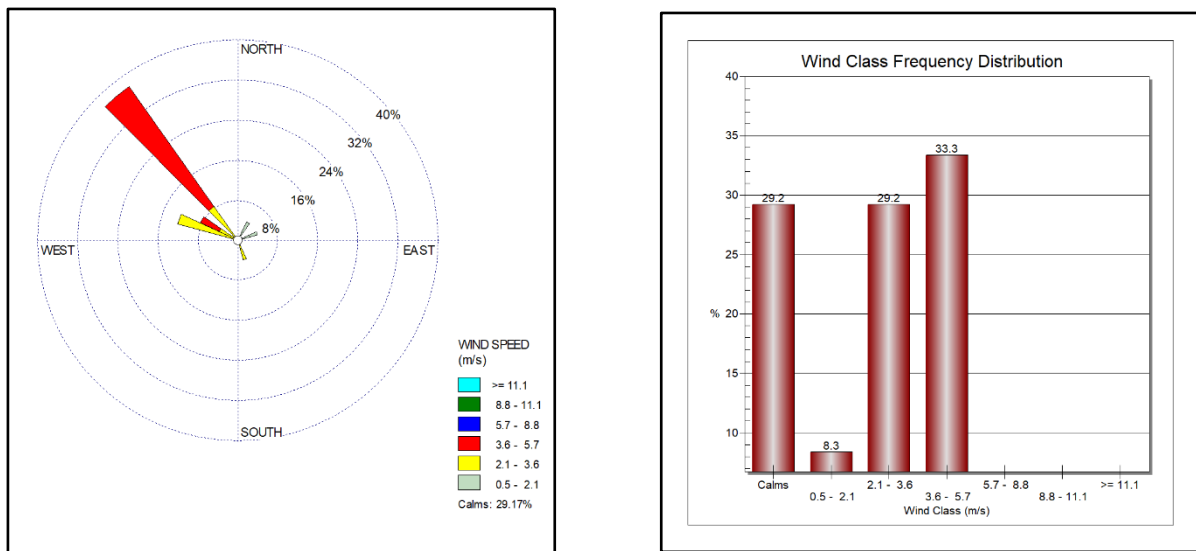 NORTH
40%
32%
24%
16%
8%
WEST
EAST
SOUTH
WIND SPEED
(m/s)
>= 11.1
8.8 - 11.1
5.7 - 8.8
3.6 - 5.7
2.1 - 3.6
0.5 - 2.1
Calms: 29.17%
Wind Class Frequency Distribution
40
35
30
25
20
15
10
%
29.2
8.3
29.2
33.3
Calms
0.5 - 2.1
2.1 - 3.6
3.6 - 5.7
5.7 - 8.8
8.8 - 11.1
>= 11.1
Wind Class (m/s)